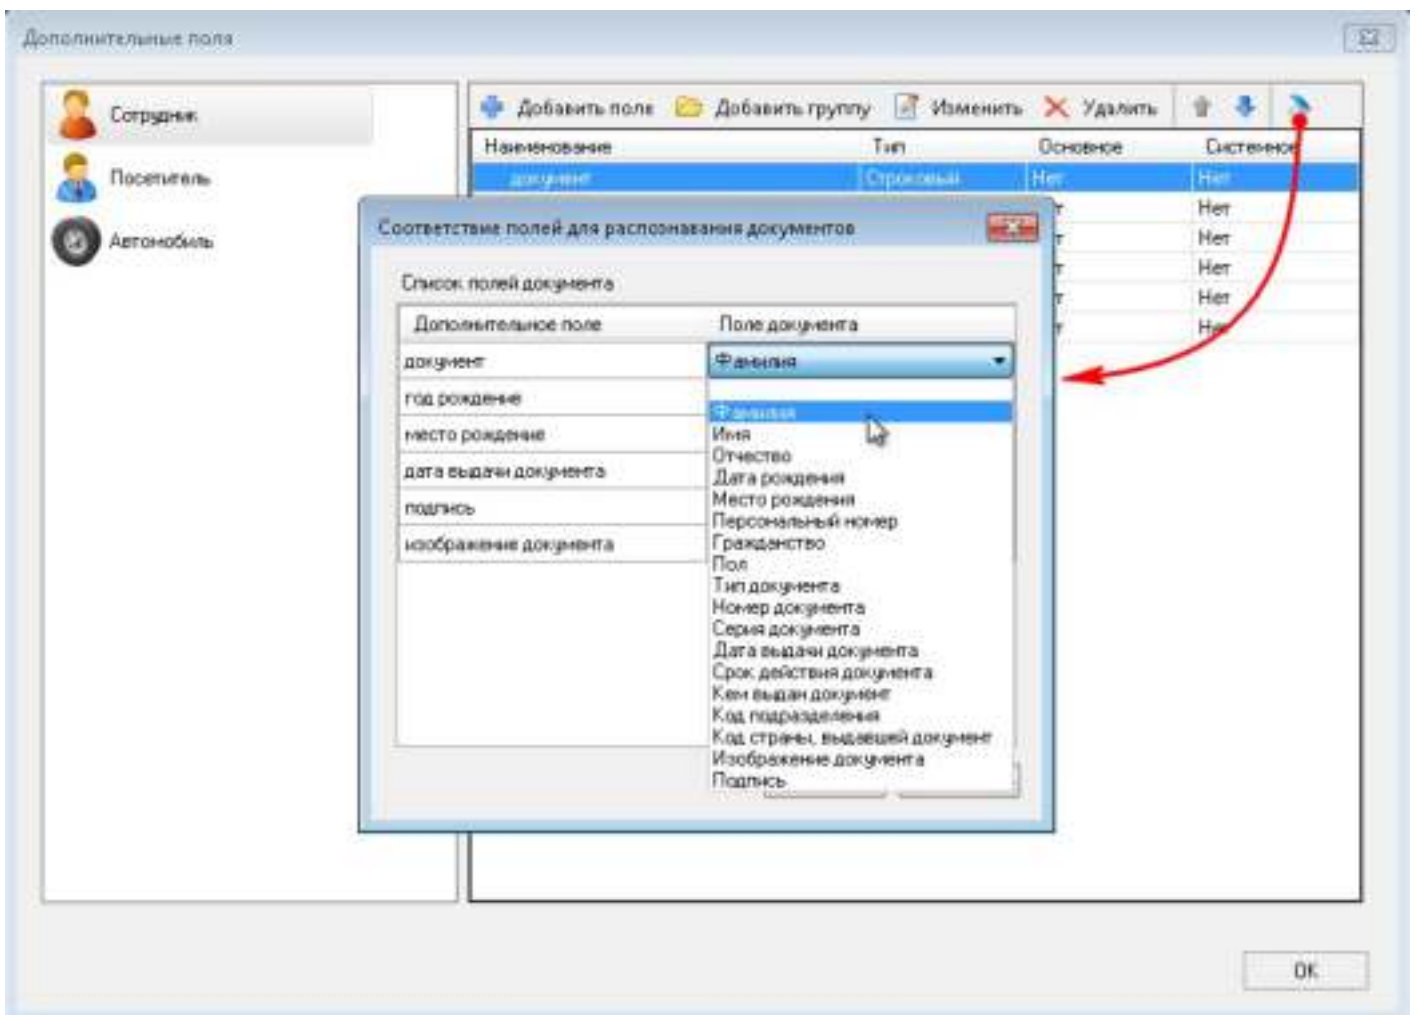 Дополнительные поля
Сотрудник
Посетитель
Автомобиль
Добавить поле Добавить группу Изменить Удалить
Наименование Тип Основное Системное
документ Строковый Нет Нет
Нет
Нет
Нет
Нет
Нет
Соответствие полей для распознавания документов
Список полей документа
Дополнительное поле Поле документа
документ Фамилия
год рождение
место рождение
дата выдачи документа
подпись
изображение документа
Фамилия
Имя
Отчество
Дата рождения
Место рождения
Персональный номер
Гражданство
Пол
Тип документа
Номер документа
Серия документа
Дата выдачи документа
Срок действия документа
Кем выдан документ
Код подразделения
Код страны, выдавшей документ
Изображение документа
Подпись
OK